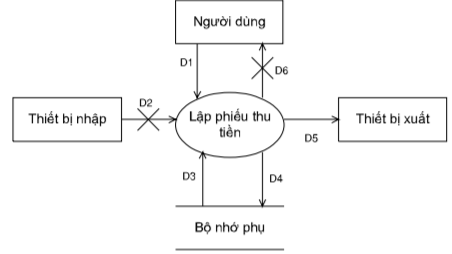 Người dùng
D1
D6
D2
Thiết bị nhập
Lập phiếu thu
tiền
Thiết bị xuất
D5
D3
D4
Bộ nhớ phụ